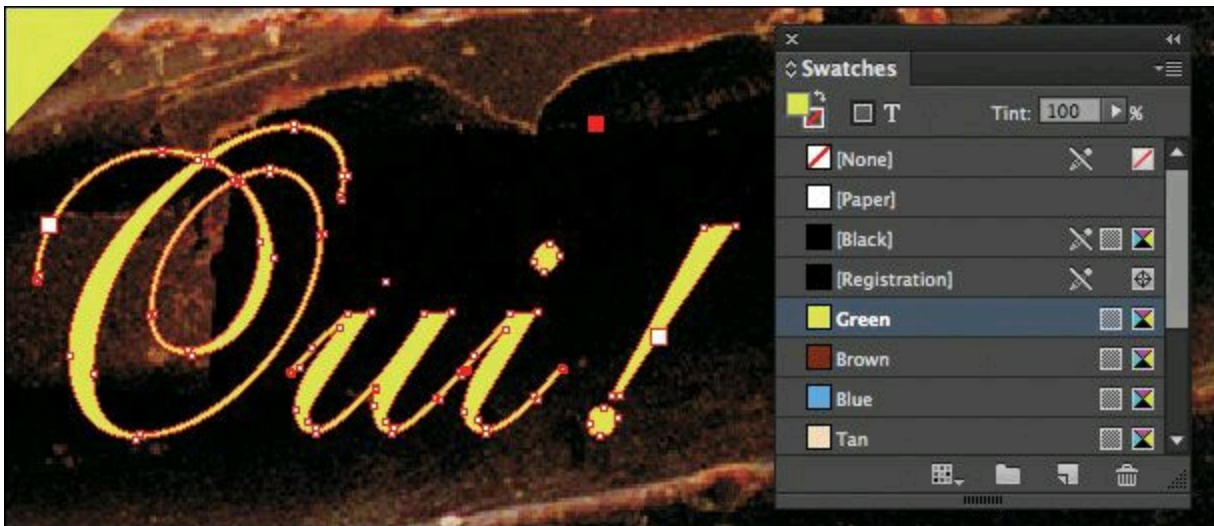 Oui!
Swatches
T Tint: 100 %
[None]
[Paper]
[Black]
[Registration]
Green
Brown
Blue
Tan